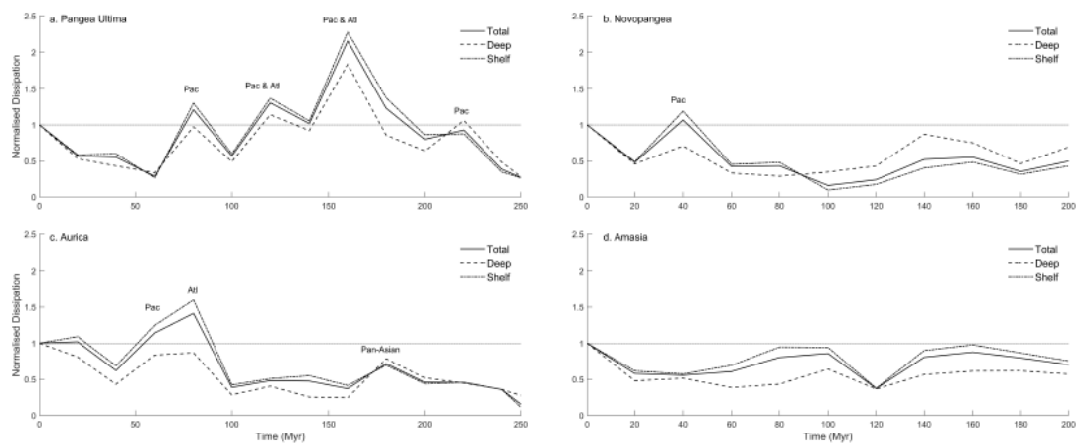 a. Pangea Ultima
Pac & Atl
Total
Deep
Shelf
Pac
Pac & Atl
Pac
Normalised Dissipation
2.5
2
1.5
1
0.5
0
0
50
100
150
200
250
b. Novopangea
Total
Deep
Shelf
Pac
2.5
2
1.5
1
0.5
0
0
20
40
60
80
100
120
140
160
180
200
c. Aurica
Total
Deep
Shelf
Atl
Pac
Pan-Asian
Normalised Dissipation
2.5
2
1.5
1
0.5
0
0
50
100
150
200
250
Time (Myr)
d. Amasia
Total
Deep
Shelf
2.5
2
1.5
1
0.5
0
0
20
40
60
80
100
120
140
160
180
200
Time (Myr)